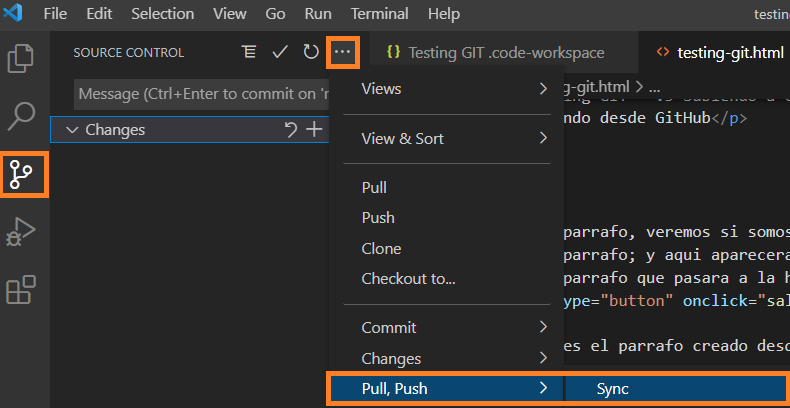 File Edit Selection View Go Run Terminal Help testing
SOURCE CONTROL
Testing GIT .code-workspace
testing-git.html
Message (Ctrl+Enter to commit on '
Changes
Views
View & Sort
Pull
Push
Clone
Checkout to...
Commit
Changes
Pull, Push
Sync
g-git.html > ...
ando desde GitHub</p>
parrafo, veremos si somos
parrafo; y aqui aparecera
parrafo que pasara a la h
ype="button" onclick="sal
es el parrafo creado desd